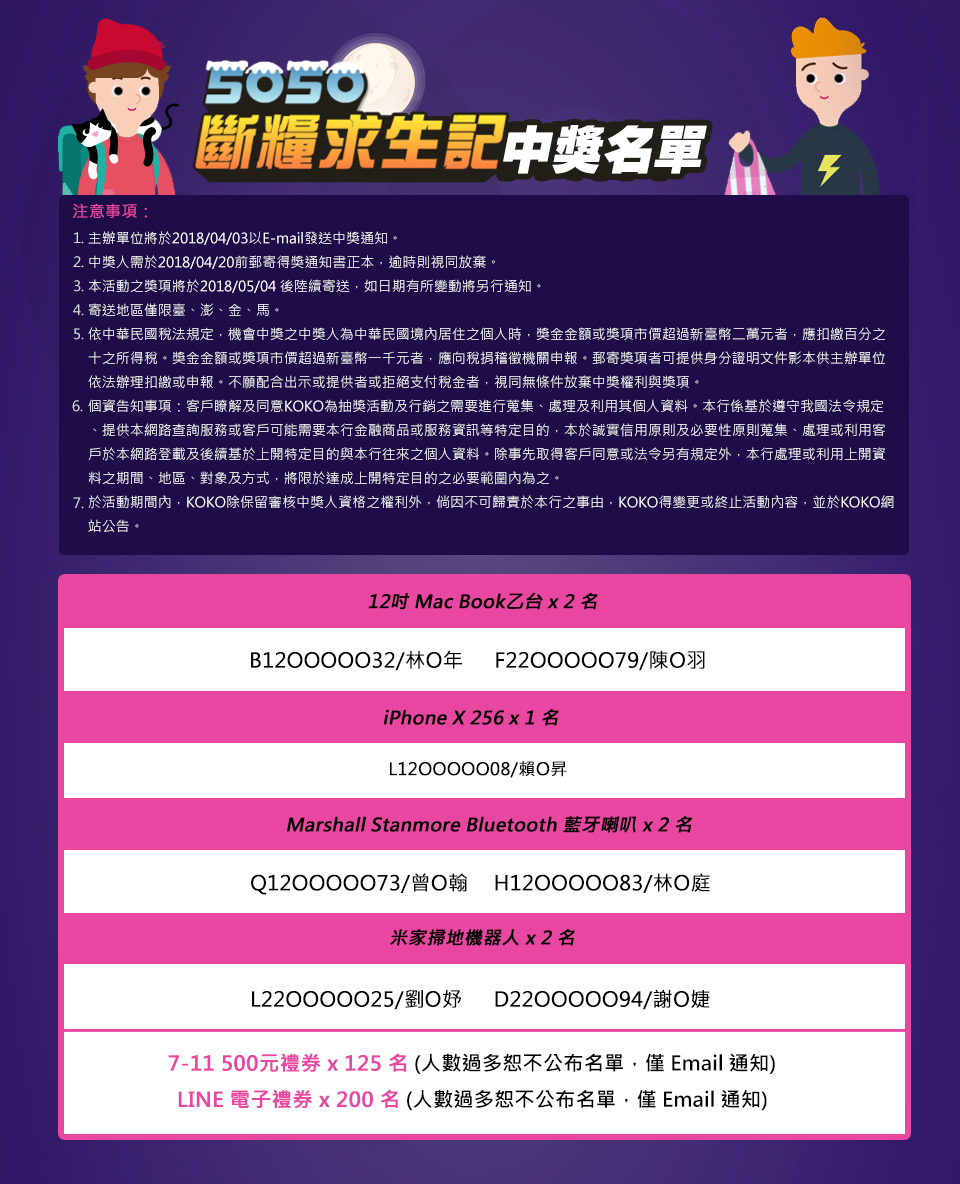 5050
斷糧求生記中獎名單
注意事項：
1. 主辦單位將於2018/04/03以E-mail發送中獎通知。
2. 中獎人需於2018/04/20前郵寄得獎通知書正本，逾時則視同放棄。
3. 本活動之獎項將於2018/05/04 後陸續寄送，如日期有所變動將另行通知。
4. 寄送地區僅限臺、澎、金、馬。
5. 依中華民國稅法規定，機會中獎之中獎人為中華民國境內居住之個人時，獎金金額或獎項市價超過新臺幣二萬元者，應扣繳百分之
十之所得稅。獎金金額或獎項市價超過新臺幣一千元者，應向稅捐稽徵機關申報。郵寄獎項者可提供身分證明文件影本供主辦單位
依法辦理扣繳或申報。不願配合出示或提供者或拒絕支付稅金者，視同無條件放棄中獎權利與獎項。
6. 個資告知事項：客戶瞭解及同意KOKO為抽獎活動及行銷之需要進行蒐集、處理及利用其個人資料。本行係基於遵守我國法令規定
、提供本網路查詢服務或客戶可能需要本行金融商品或服務資訊等特定目的，本於誠實信用原則及必要性原則蒐集、處理或利用客
戶於本網路登載及後續基於上開特定目的與本行往來之個人資料。除事先取得客戶同意或法令另有規定外，本行處理或利用上開資
料之期間、地區、對象及方式，將限於達成上開特定目的之必要範圍內為之。
7. 於活動期間內，KOKO除保留審核中獎人資格之權利外，倘因不可歸責於本行之事由，KOKO得變更或終止活動內容，並於KOKO網
站公告。
12吋 Mac Book乙台 x 2 名
B12OOOOO32/林O年 F22OOOOO79/陳O羽
iPhone X 256 x 1 名
L12OOOOO08/賴O昇
Marshall Stanmore Bluetooth 藍牙喇叭 x 2 名
Q12OOOOO73/曾O翰 H12OOOOO83/林O庭
米家掃地機器人 x 2 名
L22OOOOO25/劉O妤 D22OOOOO94/謝O婕
7-11 500元禮券 x 125 名 (人數過多恕不公布名單，僅 Email 通知)
LINE 電子禮券 x 200 名 (人數過多恕不公布名單，僅 Email 通知)